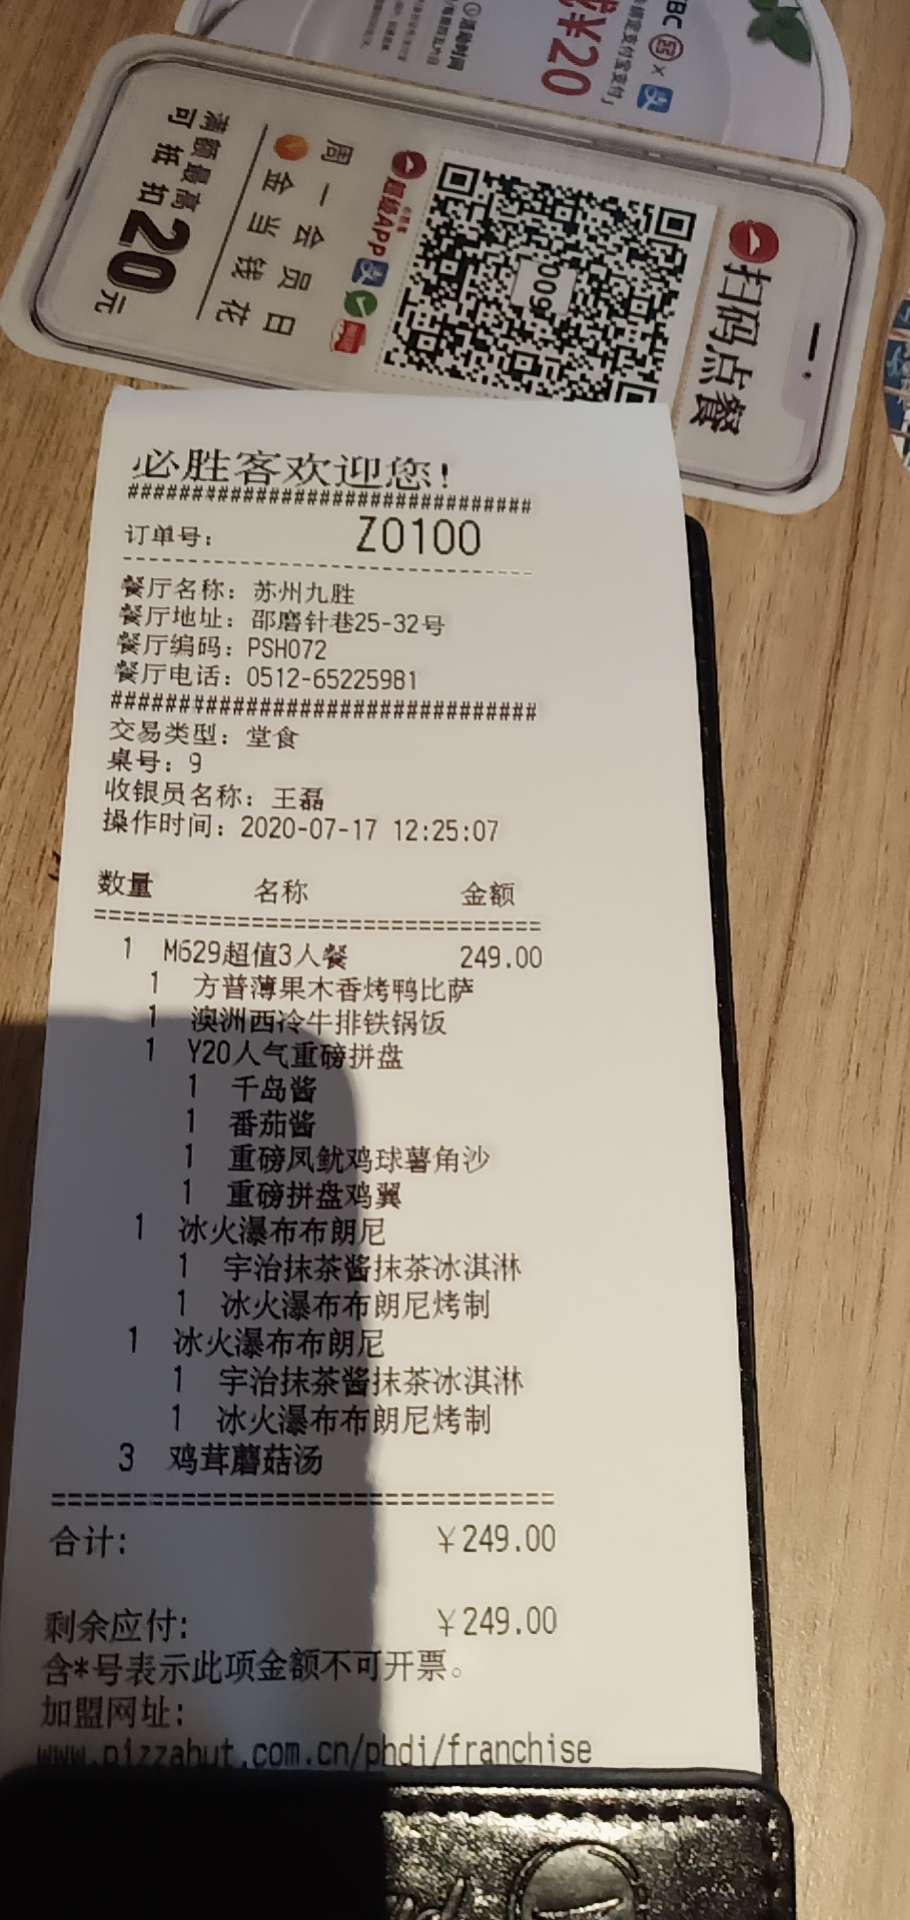 扫码点餐
009
超级APP
周一会员日
金当钱花
满额最高
可抵扣20元
必胜客欢迎您!
################################
订单号: Z0100
--------------------------------
餐厅名称: 苏州九胜
餐厅地址: 邵磨针巷25-32号
餐厅编码: PSH072
餐厅电话: 0512-65225981
################################
交易类型: 堂食
桌号: 9
收银员名称: 王磊
操作时间: 2020-07-17 12:25:07
数量 名称 金额
================================
1 M629超值3人餐 249.00
1 方普薄果木香烤鸭比萨
1 澳洲西冷牛排铁锅饭
1 Y20人气重磅拼盘
1 千岛酱
1 番茄酱
1 重磅凤鱿鸡球薯角沙
1 重磅拼盘鸡翼
1 冰火瀑布布朗尼
1 宇治抹茶酱抹茶冰淇淋
1 冰火瀑布布朗尼烤制
1 冰火瀑布布朗尼
1 宇治抹茶酱抹茶冰淇淋
1 冰火瀑布布朗尼烤制
3 鸡茸蘑菇汤
================================
合计: ￥249.00
剩余应付: ￥249.00
含*号表示此项金额不可开票。
加盟网址:
www.pizzahut.com.cn/phdi/franchise